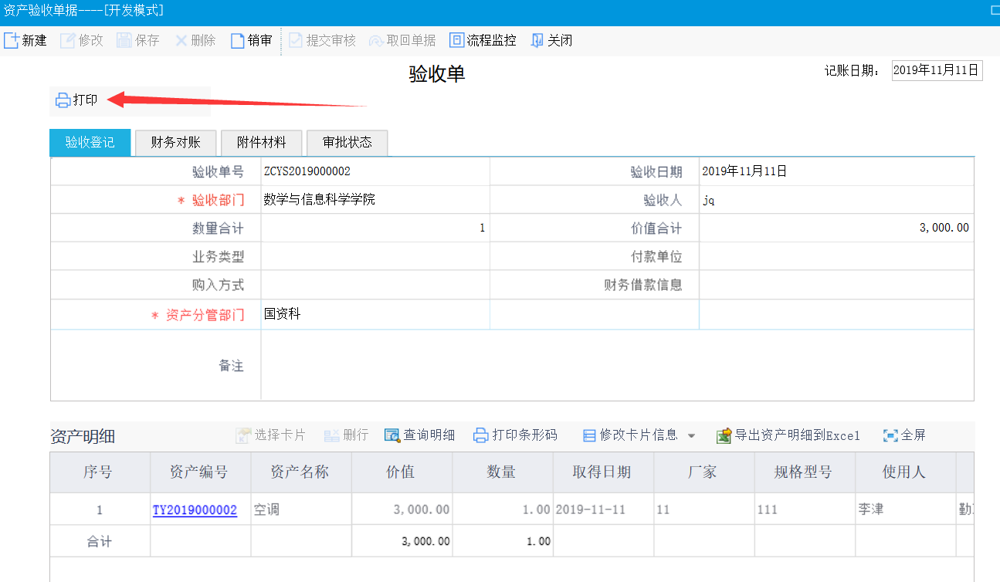 资产验收单据----[开发模式]
新建 修改 保存 删除 销审 提交审核 取回单据 流程监控 关闭
验收单 记账日期： 2019年11月11日
打印
验收登记 财务对账 附件材料 审批状态
验收单号 ZCYS2019000002 验收日期 2019年11月11日
* 验收部门 数学与信息科学学院 验收人 jq
数量合计 1 价值合计 3,000.00
业务类型 付款单位
购入方式 财务借款信息
* 资产分管部门 国资科
备注
资产明细 选择卡片 删行 查询明细 打印条形码 修改卡片信息 导出资产明细到Excel 全屏
序号 资产编号 资产名称 价值 数量 取得日期 厂家 规格型号 使用人
1 TY2019000002 空调 3,000.00 1.00 2019-11-11 11 111 李津 勤
合计 3,000.00 1.00